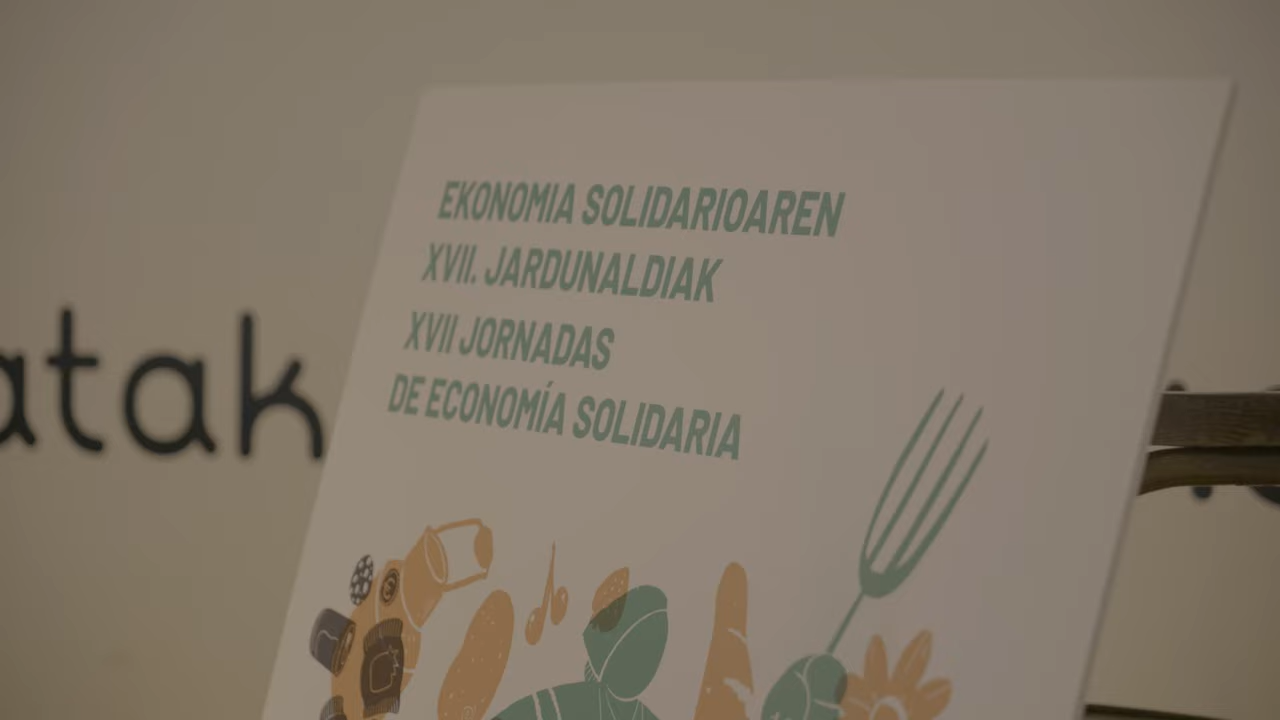 EKONOMIA SOLIDARIOAREN
XVII. JARDUNALDIAK
XVII JORNADAS
DE ECONOMÍA SOLIDARIA
atak